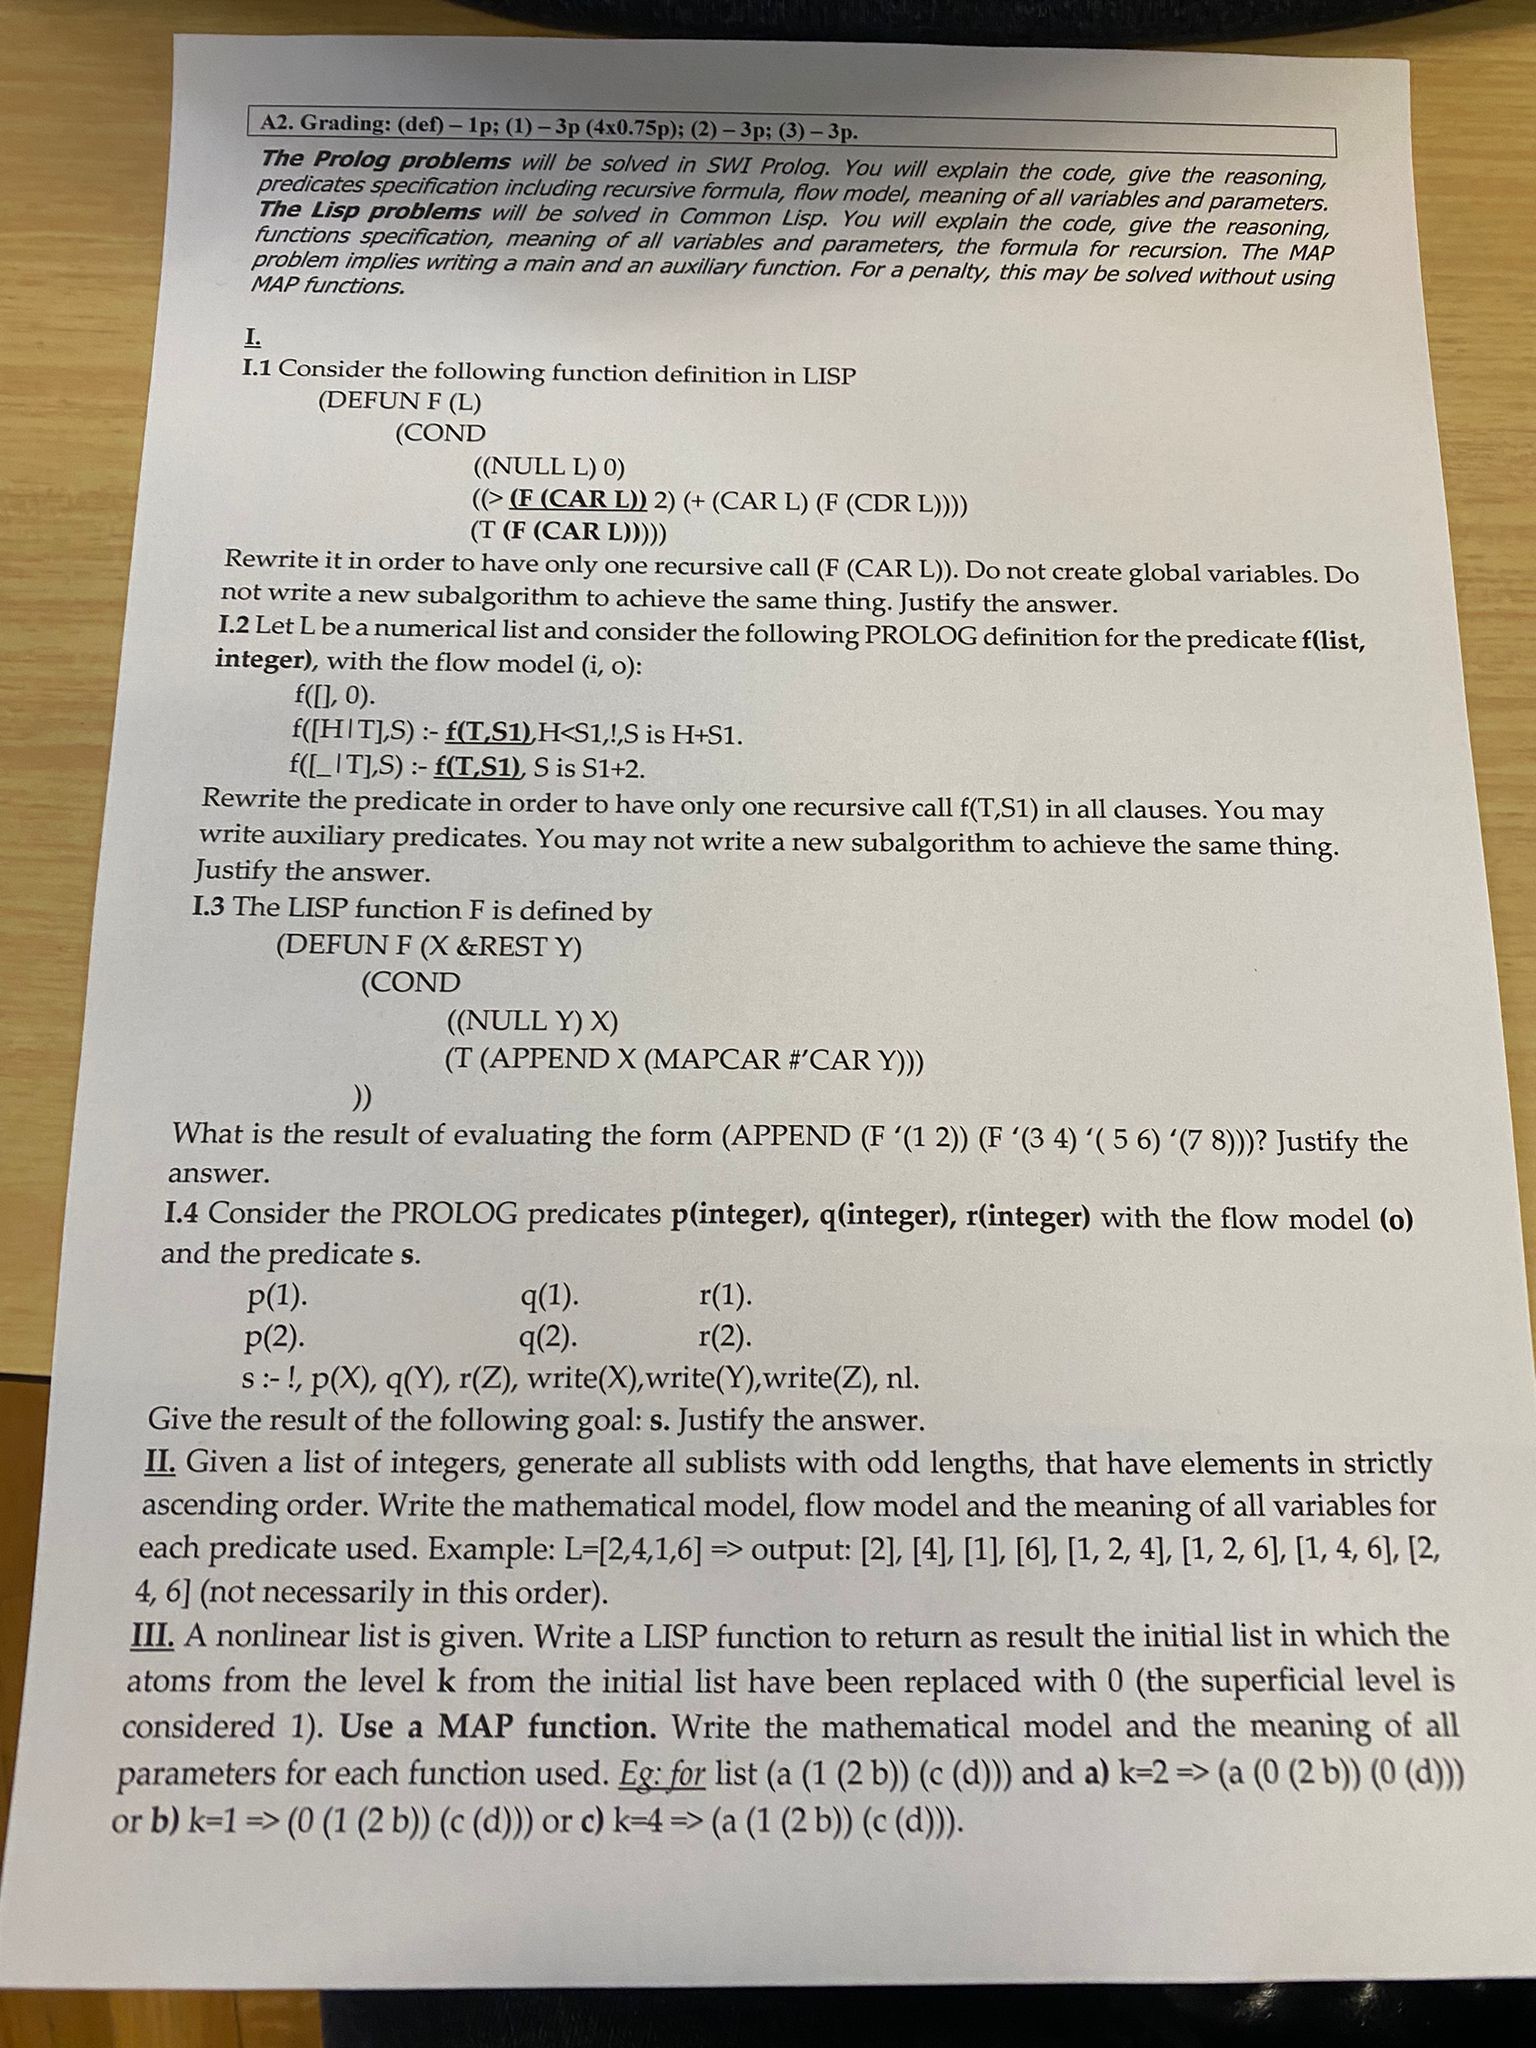 A2. Grading: (def) – 1p; (1) – 3p (4x0.75p); (2) – 3p; (3) – 3p.
The Prolog problems will be solved in SWI Prolog. You will explain the code, give the reasoning,
predicates specification including recursive formula, flow model, meaning of all variables and parameters.
The Lisp problems will be solved in Common Lisp. You will explain the code, give the reasoning,
functions specification, meaning of all variables and parameters, the formula for recursion. The MAP
problem implies writing a main and an auxiliary function. For a penalty, this may be solved without using
MAP functions.
I.
I.1 Consider the following function definition in LISP
(DEFUN F (L)
(COND
((NULL L) 0)
((> (F (CAR L)) 2) (+ (CAR L) (F (CDR L))))
(T (F (CAR L)))))
Rewrite it in order to have only one recursive call (F (CAR L)). Do not create global variables. Do
not write a new subalgorithm to achieve the same thing. Justify the answer.
I.2 Let L be a numerical list and consider the following PROLOG definition for the predicate f(list,
integer), with the flow model (i, o):
f([], 0).
f([H|T],S) :- f(T,S1),H<S1,!,S is H+S1.
f([_|T],S) :- f(T,S1), S is S1+2.
Rewrite the predicate in order to have only one recursive call f(T,S1) in all clauses. You may
write auxiliary predicates. You may not write a new subalgorithm to achieve the same thing.
Justify the answer.
I.3 The LISP function F is defined by
(DEFUN F (X &REST Y)
(COND
((NULL Y) X)
(T (APPEND X (MAPCAR #'CAR Y)))
))
What is the result of evaluating the form (APPEND (F ‘(1 2)) (F ‘(3 4) ‘( 5 6) ‘(7 8)))? Justify the
answer.
I.4 Consider the PROLOG predicates p(integer), q(integer), r(integer) with the flow model (o)
and the predicate s.
p(1). q(1). r(1).
p(2). q(2). r(2).
s :- !, p(X), q(Y), r(Z), write(X),write(Y),write(Z), nl.
Give the result of the following goal: s. Justify the answer.
II. Given a list of integers, generate all sublists with odd lengths, that have elements in strictly
ascending order. Write the mathematical model, flow model and the meaning of all variables for
each predicate used. Example: L=[2,4,1,6] => output: [2], [4], [1], [6], [1, 2, 4], [1, 2, 6], [1, 4, 6], [2,
4, 6] (not necessarily in this order).
III. A nonlinear list is given. Write a LISP function to return as result the initial list in which the
atoms from the level k from the initial list have been replaced with 0 (the superficial level is
considered 1). Use a MAP function. Write the mathematical model and the meaning of all
parameters for each function used. Eg: for list (a (1 (2 b)) (c (d))) and a) k=2 => (a (0 (2 b)) (0 (d)))
or b) k=1 => (0 (1 (2 b)) (c (d))) or c) k=4 => (a (1 (2 b)) (c (d))).